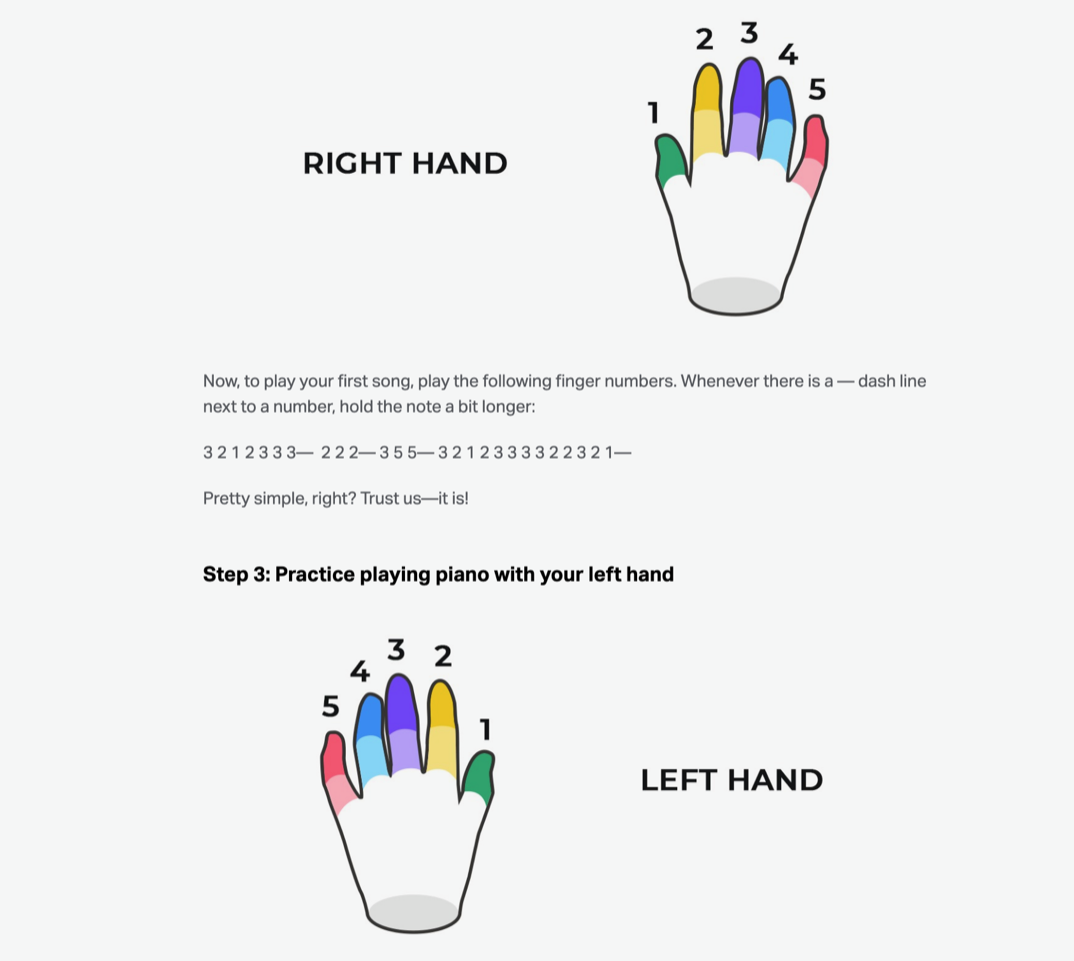 2 3 4 5
1
RIGHT HAND
Now, to play your first song, play the following finger numbers. Whenever there is a — dash line
next to a number, hold the note a bit longer:
3 2 1 2 3 3 3— 2 2 2— 3 5 5— 3 2 1 2 3 3 3 3 2 2 3 2 1—
Pretty simple, right? Trust us—it is!
Step 3: Practice playing piano with your left hand
5 4 3 2 1
LEFT HAND